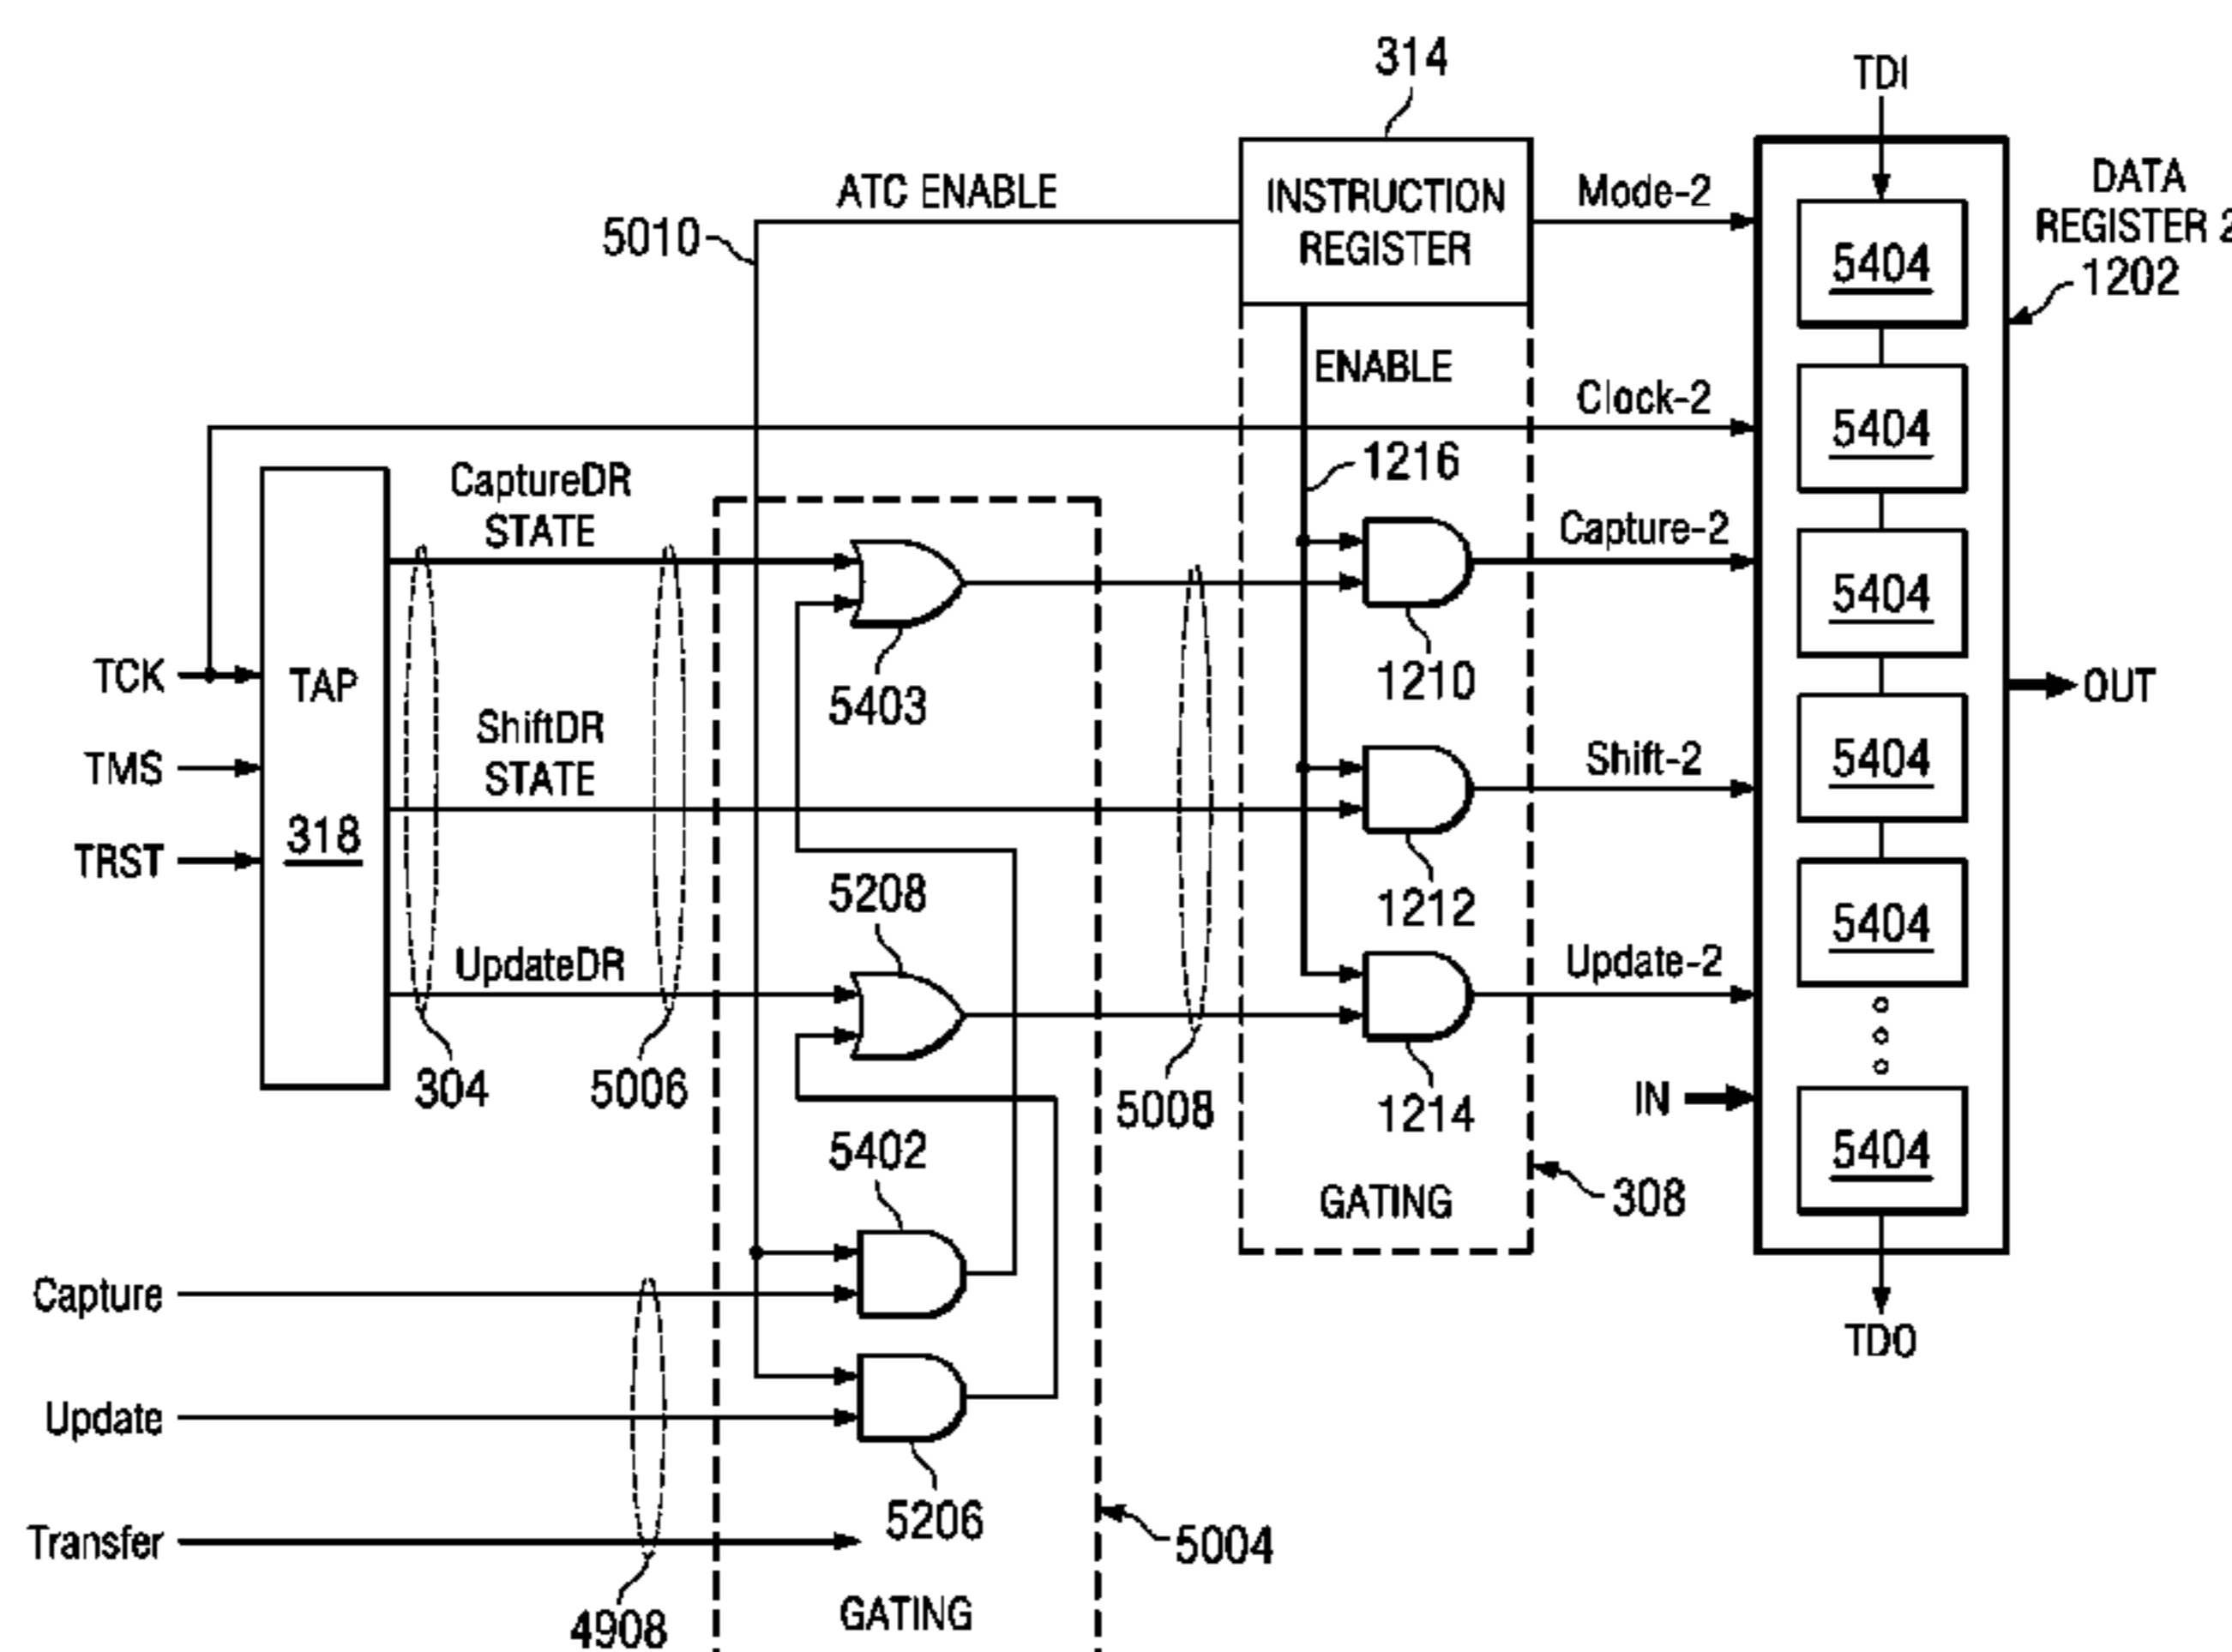 314
TDI
ATC ENABLE
5010
INSTRUCTION
REGISTER
Mode-2
DATA
REGISTER 2
1202
5404
ENABLE
Clock-2
5404
1216
CaptureDR
STATE
Capture-2
5404
TCK
TAP
5403
1210
OUT
ShiftDR
STATE
Shift-2
5404
TMS
318
TRST
5208
1212
5404
UpdateDR
Update-2
304
5006
5008
1214
IN
5402
5404
GATING
308
Capture
TDO
Update
5206
Transfer
5004
4908
GATING